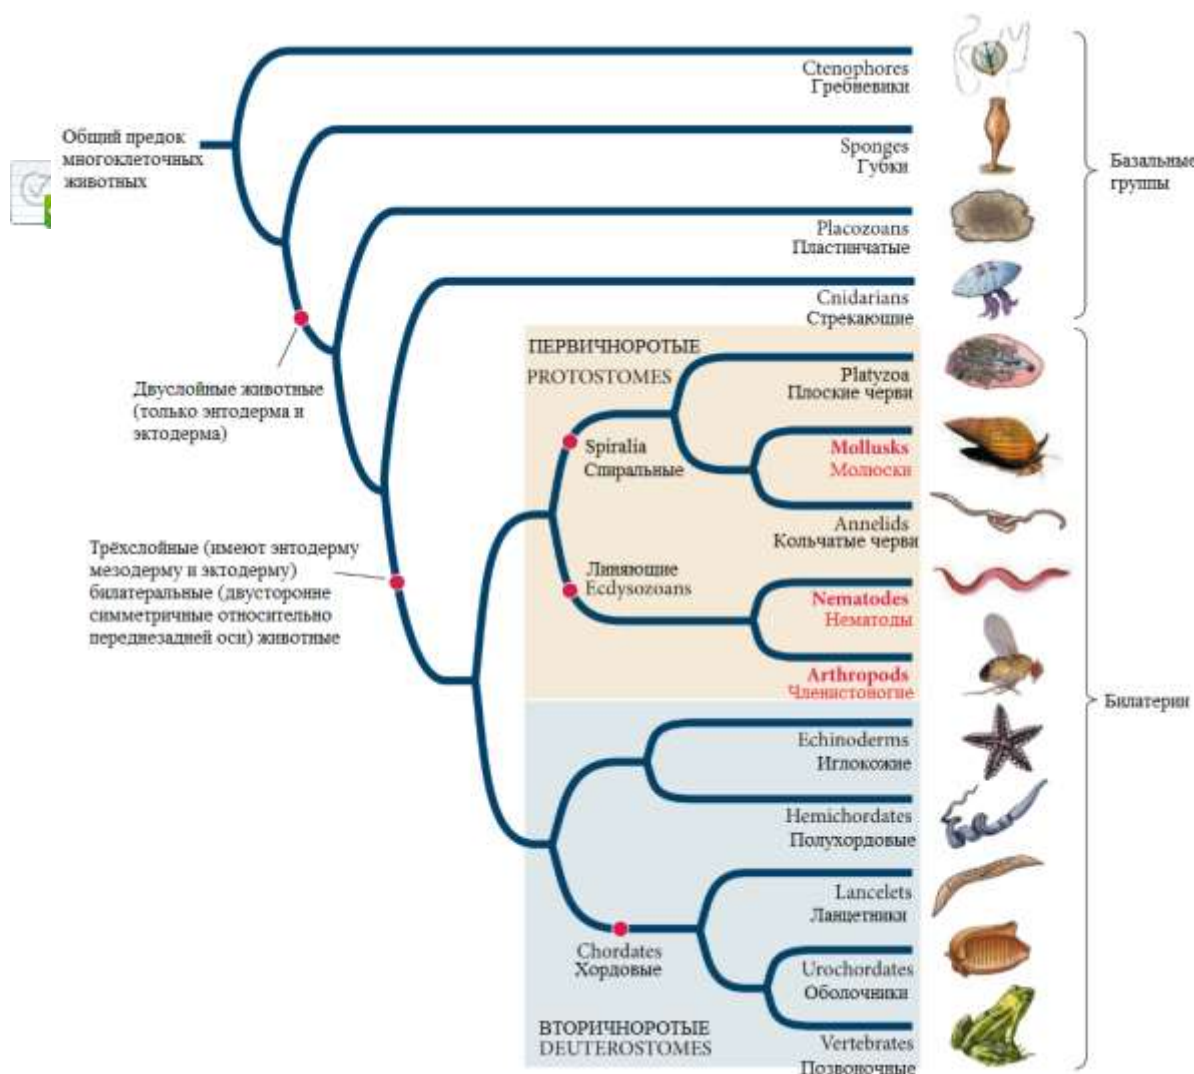 Ctenophores
Гребневики
Общий предок
многоклеточных
животных
Sponges
Губки
Базальные
группы
Placozoans
Пластинчатые
Cnidarians
Стрекающие
ПЕРВИЧНОРОТЫЕ
PROTOSTOMES
Platyzoa
Плоские черви
Двуслойные животные
(только энтодерма и
эктодерма)
Spiralia
Спиральные
Mollusks
Молюски
Annelids
Кольчатые черви
Трёхслойные (имеют энтодерму
мезодерму и эктодерму)
билатеральные (двусторонне
симметричные относительно
переднезадней оси) животные
Линяющие
Ecdysozoans
Nematodes
Нематоды
Arthropods
Членистоногие
Билатерии
Echinoderms
Иглокожие
Hemichordates
Полухордовые
Lancelets
Ланцетники
Chordates
Хордовые
Urochordates
Оболочники
ВТОРИЧНОРОТЫЕ
DEUTEROSTOMES
Vertebrates
Позвоночные